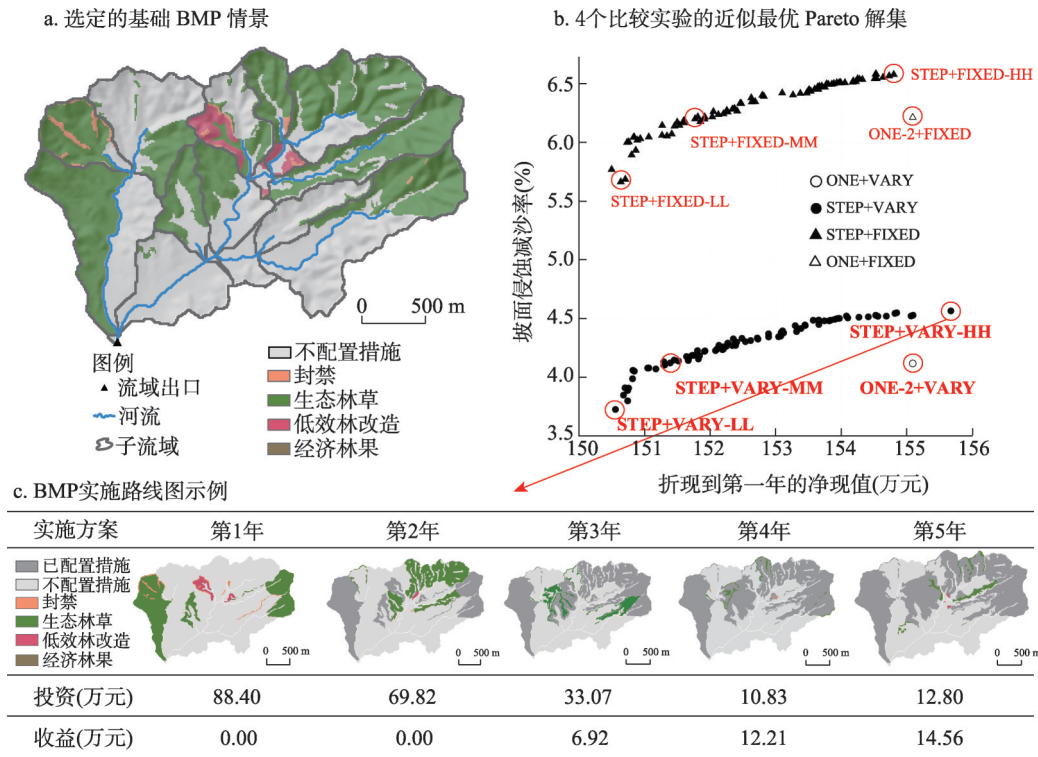 a. 选定的基础 BMP 情景
0 500 m
图例
流域出口
河流
子流域
不配置措施
封禁
生态林草
低效林改造
经济林果
b. 4个比较实验的近似最优 Pareto 解集
坡面侵蚀减沙率(%)
6.5
6.0
5.5
5.0
4.5
4.0
3.5
STEP+FIXED-HH
ONE-2+FIXED
STEP+FIXED-MM
STEP+FIXED-LL
ONE+VARY
STEP+VARY
STEP+FIXED
ONE+FIXED
STEP+VARY-HH
STEP+VARY-MM
ONE-2+VARY
STEP+VARY-LL
150 151 152 153 154 155 156
折现到第一年的净现值(万元)
c. BMP实施路线图示例
实施方案 第1年 第2年 第3年 第4年 第5年
已配置措施
不配置措施
封禁
生态林草
低效林改造
经济林果
0 500 m 0 500 m 0 500 m 0 500 m 0 500 m
投资(万元) 88.40 69.82 33.07 10.83 12.80
收益(万元) 0.00 0.00 6.92 12.21 14.56